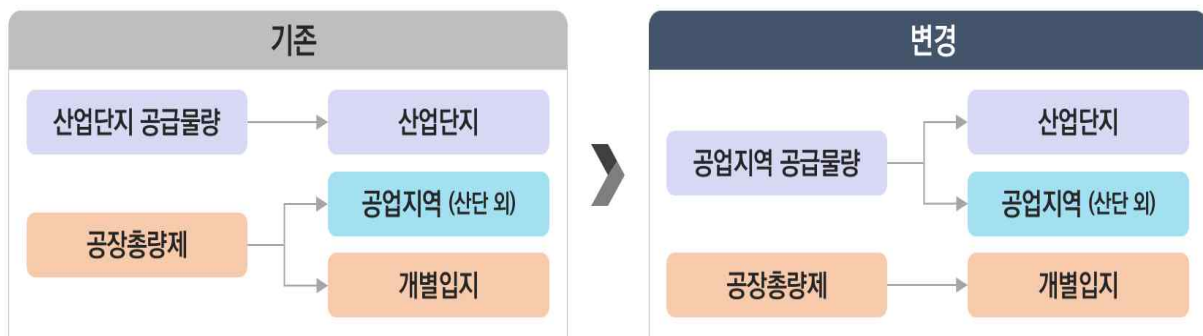 기존
산업단지 공급물량
산업단지
공업지역 (산단 외)
공장총량제
개별입지
변경
공업지역 공급물량
산업단지
공업지역 (산단 외)
공장총량제
개별입지